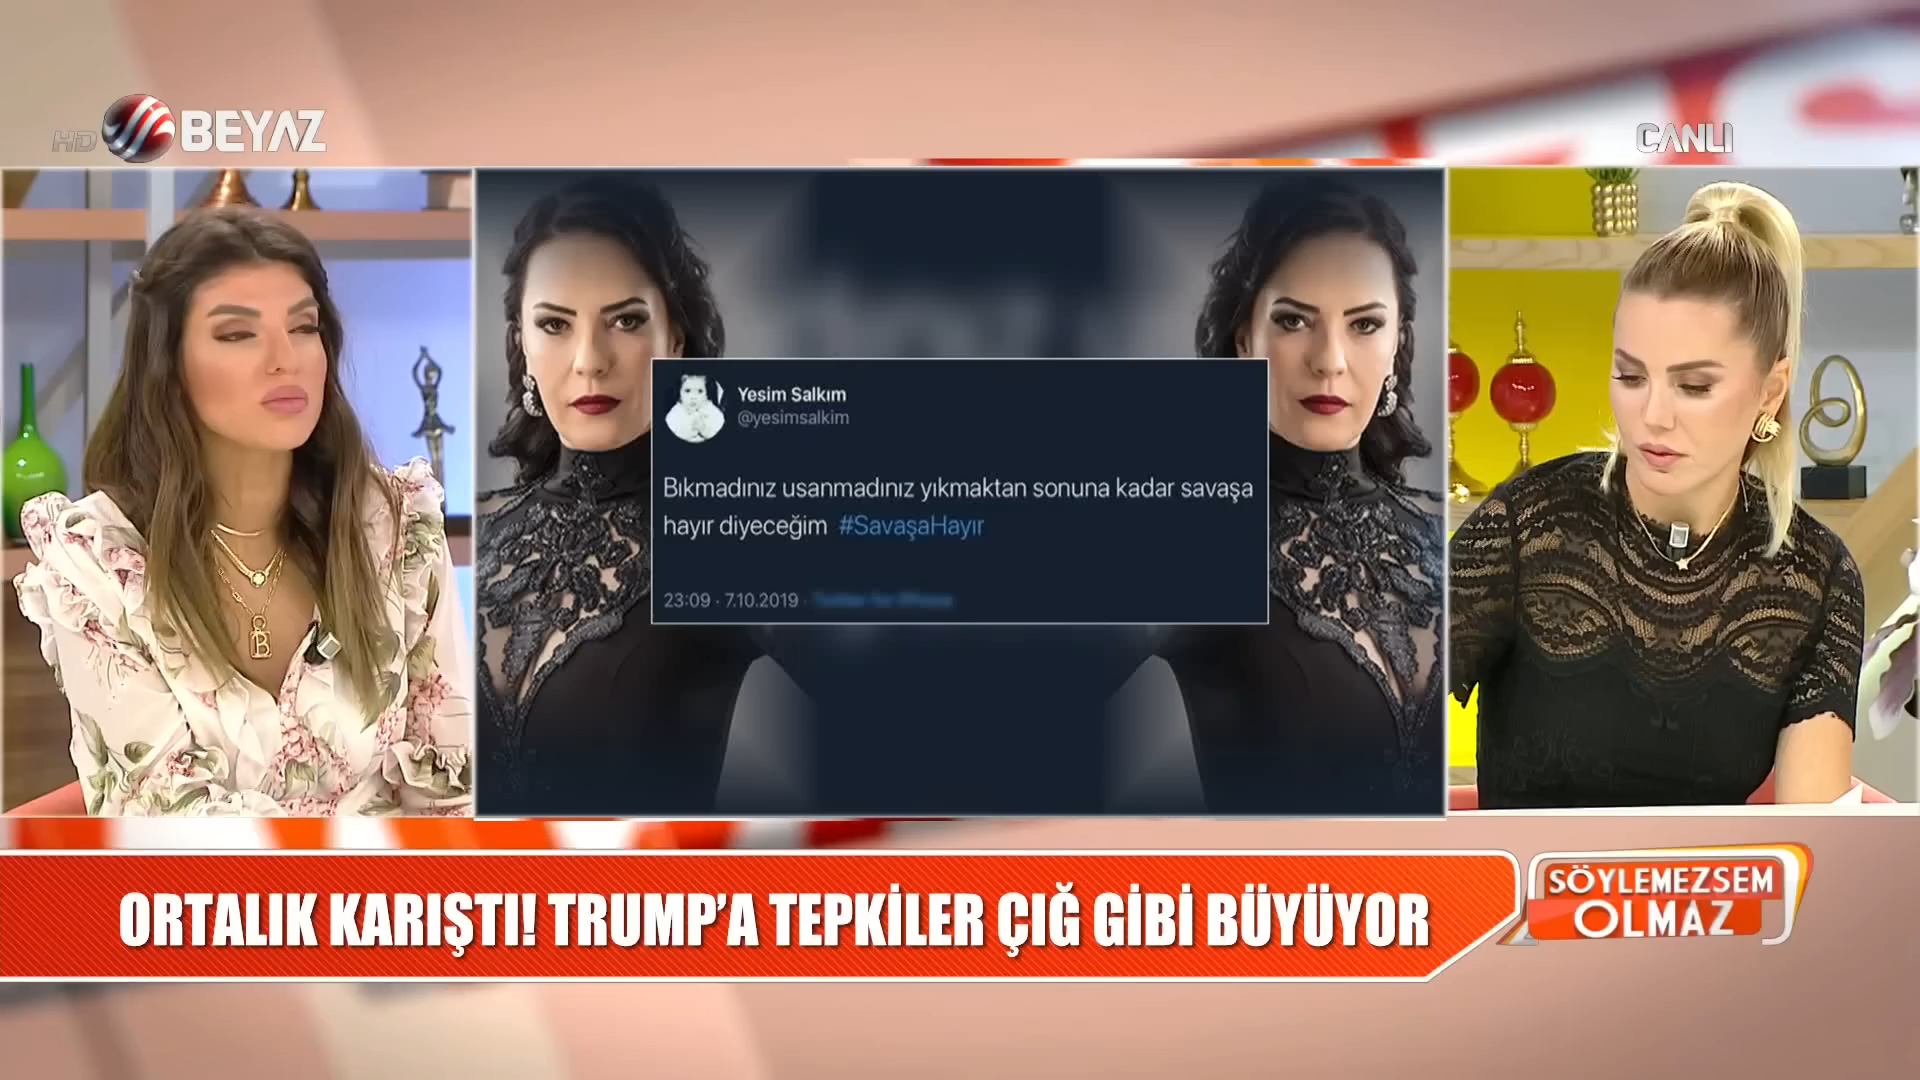 HD BEYAZ
CANLI
Yesim Salkım
@yesimsalkim
Bıkmadınız usanmadınız yıkmaktan sonuna kadar savaşa
hayır diyeceğim #SavaşaHayır
23:09 · 7.10.2019 ·
ORTALIK KARIŞTI! TRUMP'A TEPKİLER ÇIĞ GİBİ BÜYÜYOR
SÖYLEMEZSEM
OLMAZ
B